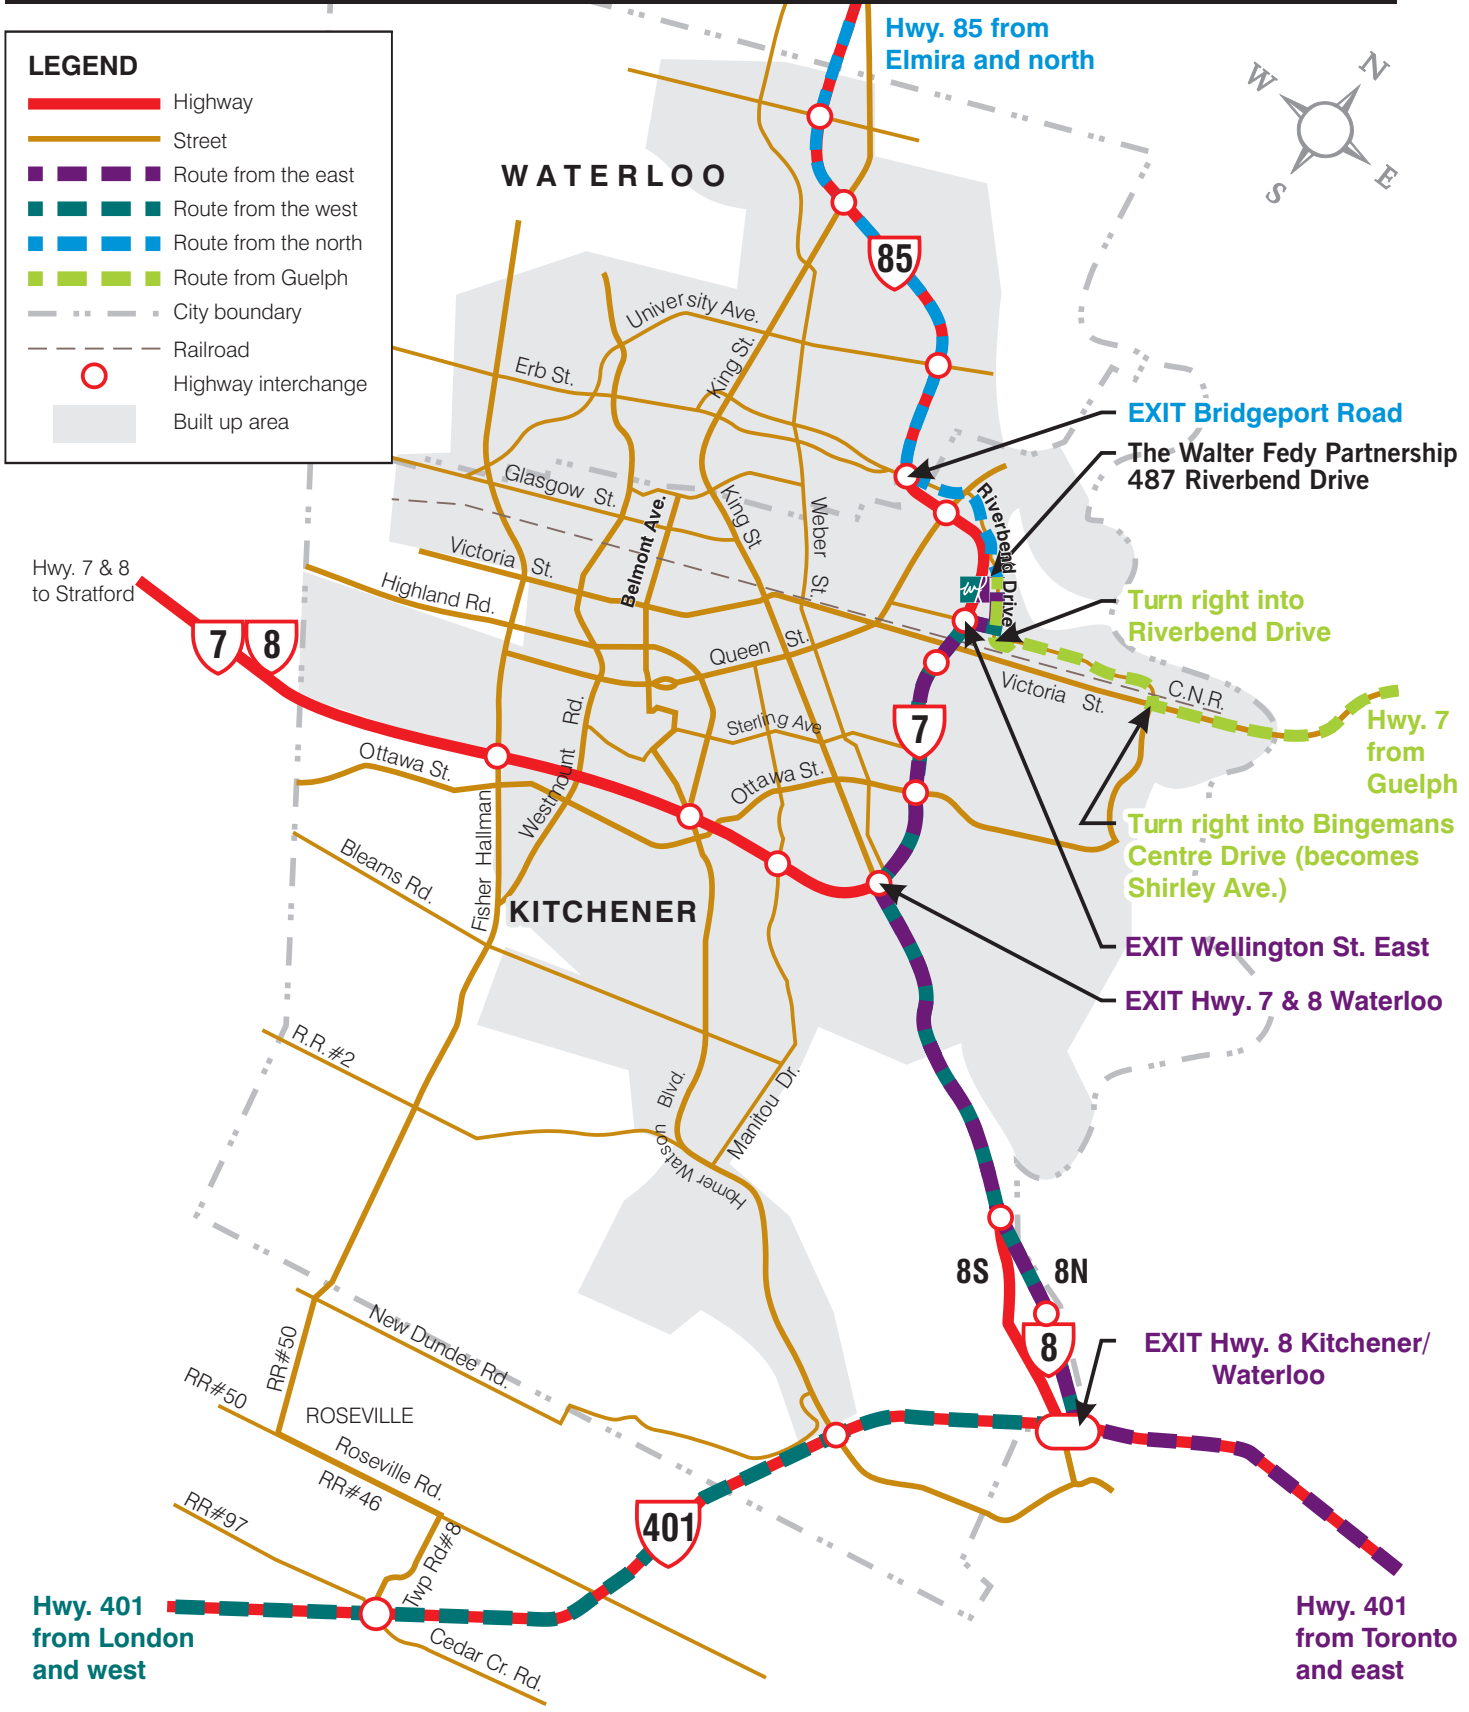 Hwy. 85 from
Elmira and north
LEGEND
Highway
Street
Route from the east
Route from the west
Route from the north
Route from Guelph
City boundary
Railroad
Highway interchange
Built up area
N
W
E
S
WATERLOO
85
University Ave.
King St.
Erb St.
EXIT Bridgeport Road
The Walter Fedy Partnership
487 Riverbend Drive
Glasgow St.
King St
Weber St.
Riverbend Drive
Belmont Ave.
Victoria St.
Highland Rd.
Hwy. 7 & 8
to Stratford
7
8
wf
Turn right into
Riverbend Drive
Queen St.
Victoria St.
C.N.R.
Sterling Ave
7
Hwy. 7
from
Guelph
Ottawa St.
Ottawa St.
Westmount Rd.
Fisher Hallman
Turn right into Bingemans
Centre Drive (becomes
Shirley Ave.)
Bleams Rd.
KITCHENER
EXIT Wellington St. East
EXIT Hwy. 7 & 8 Waterloo
R.R.#2
Manitou Dr.
Homer Watson Blvd.
8S
8N
8
EXIT Hwy. 8 Kitchener/
Waterloo
New Dundee Rd.
RR#50
RR#50
ROSEVILLE
Roseville Rd.
RR#46
RR#97
401
Twp Rd#8
Cedar Cr. Rd.
Hwy. 401
from London
and west
Hwy. 401
from Toronto
and east